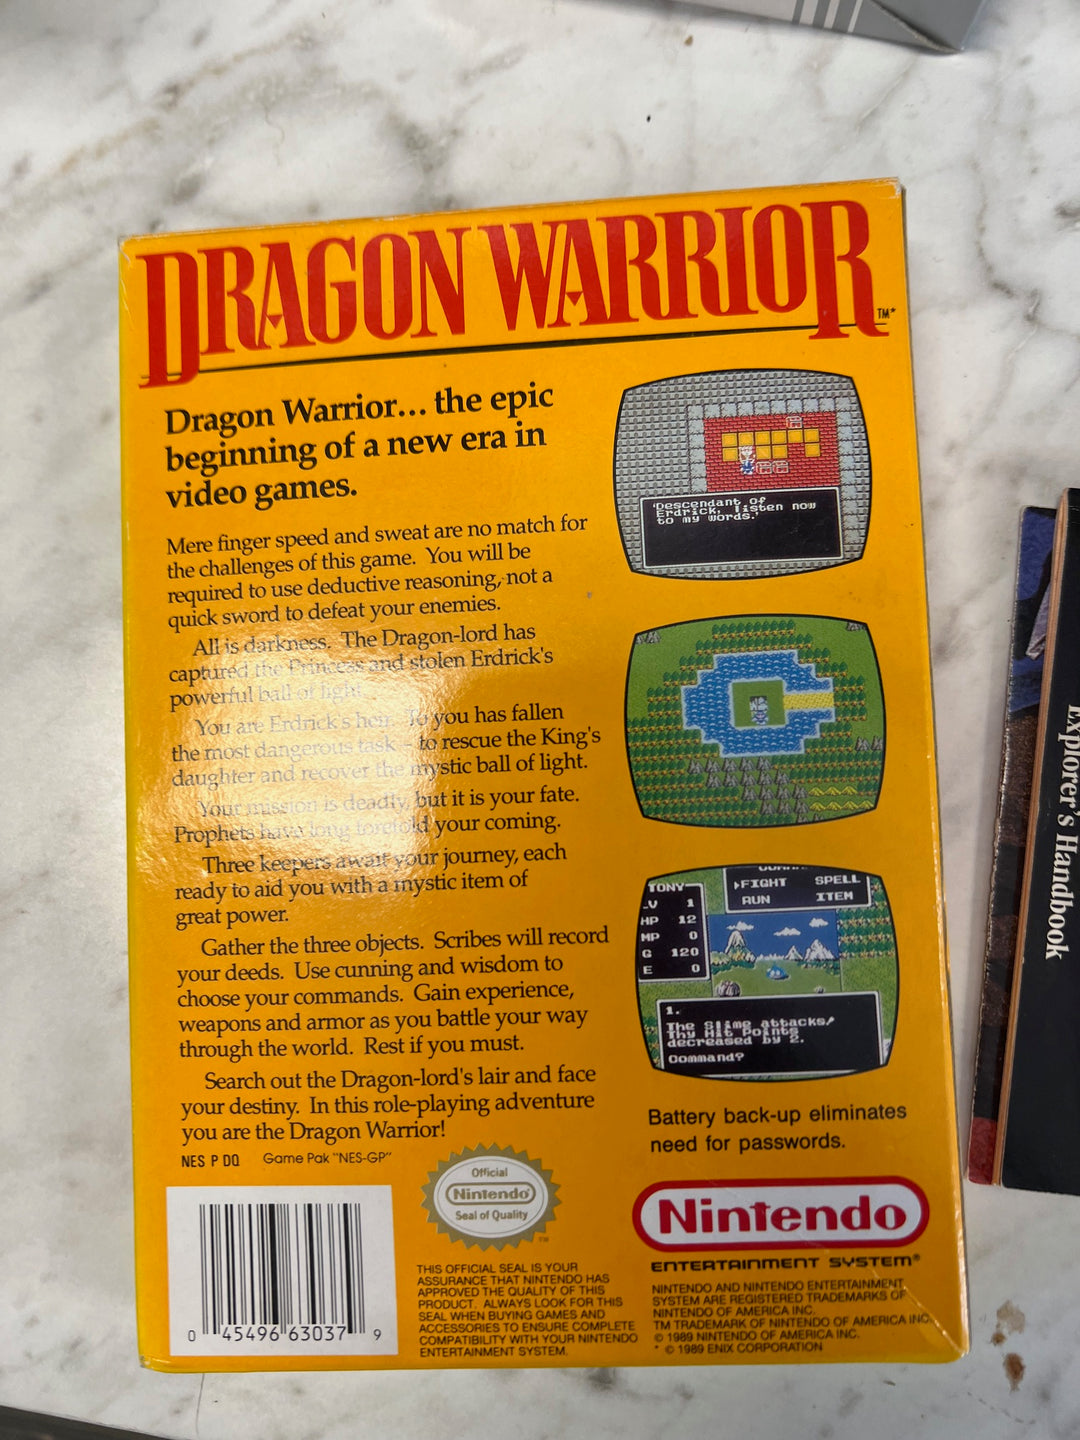 DRAGON WARRIOR TM*
Dragon Warrior... the epic
beginning of a new era in
video games.
Mere finger speed and sweat are no match for
the challenges of this game. You will be
required to use deductive reasoning, not a
quick sword to defeat your enemies.
All is darkness. The Dragon-lord has
captured the Princess and stolen Erdrick's
powerful ball of light.
You are Erdrick's heir. To you has fallen
the most dangerous task – to rescue the King's
daughter and recover the mystic ball of light.
Your mission is deadly, but it is your fate.
Prophets have long foretold your coming.
Three keepers await your journey, each
ready to aid you with a mystic item of
great power.
Gather the three objects. Scribes will record
your deeds. Use cunning and wisdom to
choose your commands. Gain experience,
weapons and armor as you battle your way
through the world. Rest if you must.
Search out the Dragon-lord's lair and face
your destiny. In this role-playing adventure
you are the Dragon Warrior!
NES P DQ Game Pak "NES-GP"
'Descendant of
Erdrick, listen now
to my words.'
TONY
LV 1
HP 12
MP 0
G 120
E 0
FIGHT SPELL
RUN ITEM
1.
The Slime attacks!
Thy Hit Points
decreased by 2.
Command?
Battery back-up eliminates
need for passwords.
Official
Nintendo
Seal of Quality
TM
THIS OFFICIAL SEAL IS YOUR
ASSURANCE THAT NINTENDO HAS
APPROVED THE QUALITY OF THIS
PRODUCT. ALWAYS LOOK FOR THIS
SEAL WHEN BUYING GAMES AND
ACCESSORIES TO ENSURE COMPLETE
COMPATIBILITY WITH YOUR NINTENDO
ENTERTAINMENT SYSTEM.
Nintendo
ENTERTAINMENT SYSTEM®
NINTENDO AND NINTENDO ENTERTAINMENT
SYSTEM ARE REGISTERED TRADEMARKS OF
NINTENDO OF AMERICA INC.
TM TRADEMARK OF NINTENDO OF AMERICA INC.
© 1989 NINTENDO OF AMERICA INC.
* © 1989 ENIX CORPORATION
0 45496 63037 9
Explorer's Handbook